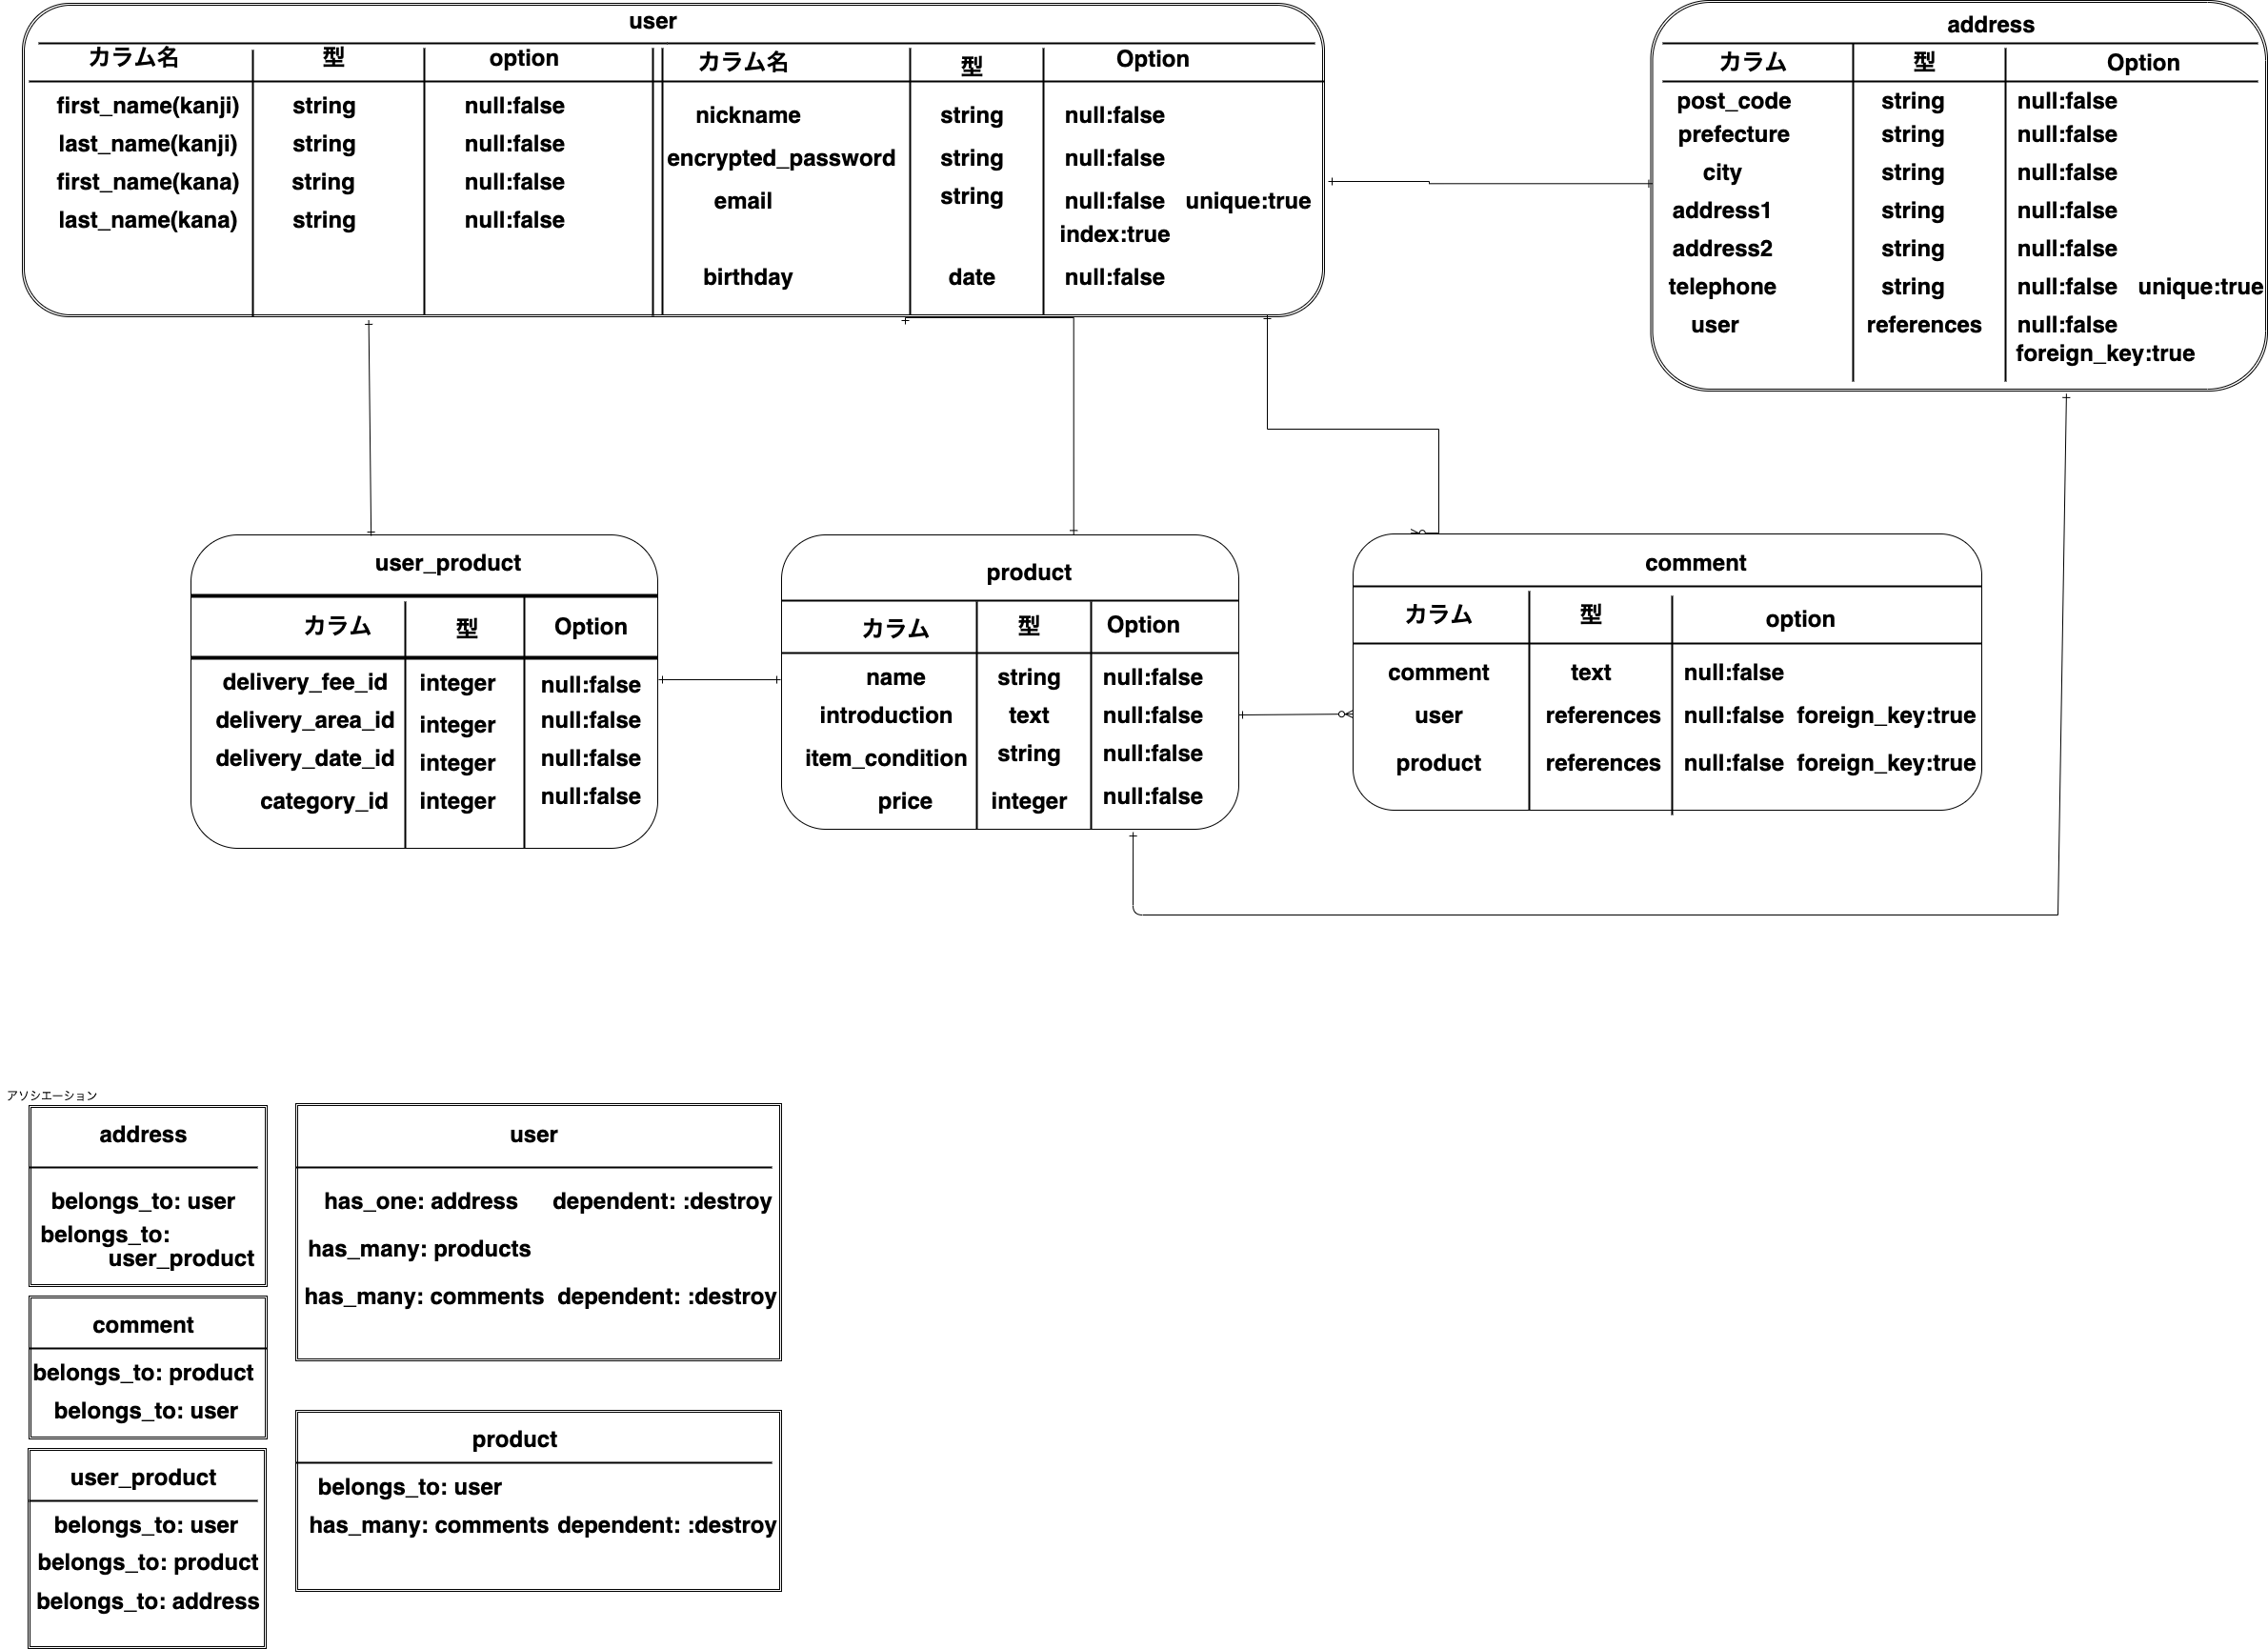 user
カラム名 型 option カラム名 型 Option
first_name(kanji) string null:false nickname string null:false
last_name(kanji) string null:false encrypted_password string null:false
first_name(kana) string null:false email string null:false unique:true
index:true
last_name(kana) string null:false birthday date null:false
address
カラム 型 Option
post_code string null:false
prefecture string null:false
city string null:false
address1 string null:false
address2 string null:false
telephone string null:false unique:true
user references null:false
foreign_key:true
user_product
カラム 型 Option
delivery_fee_id integer null:false
delivery_area_id integer null:false
delivery_date_id integer null:false
category_id integer null:false
product
カラム 型 Option
name string null:false
introduction text null:false
item_condition string null:false
price integer null:false
comment
カラム 型 option
comment text null:false
user references null:false foreign_key:true
product references null:false foreign_key:true
アソシエーション
address
belongs_to: user
belongs_to:
user_product
user
has_one: address dependent: :destroy
has_many: products
has_many: comments dependent: :destroy
comment
belongs_to: product
belongs_to: user
product
belongs_to: user
has_many: comments dependent: :destroy
user_product
belongs_to: user
belongs_to: product
belongs_to: address